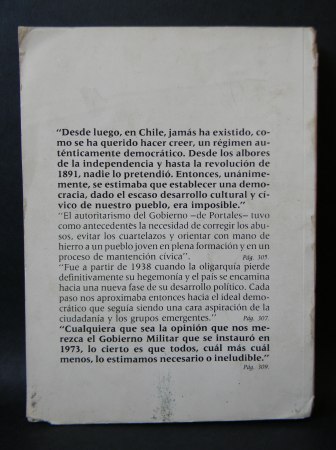 "Desde luego, en Chile, jamás ha existido, co-
mo se ha querido hacer creer, un régimen au-
ténticamente democrático. Desde los albores
de la independencia y hasta la revolución de
1891, nadie lo pretendió. Entonces, unánime-
mente, se estimaba que establecer una demo-
cracia, dado el escaso desarrollo cultural y cí-
vico de nuestro pueblo, era imposible."
"El autoritarismo del Gobierno –de Portales– tuvo
como antecedentes la necesidad de corregir los abu-
sos, evitar los cuartelazos y orientar con mano de
hierro a un pueblo joven en plena formación y en un
proceso de mantención cívica". Pág. 305.
"Fue a partir de 1938 cuando la oligarquía pierde
definitivamente su hegemonía y el país se encamina
hacia una nueva fase de su desarrollo político. Cada
paso nos aproximaba entonces hacia el ideal demo-
crático que seguía siendo una cara aspiración de la
ciudadanía y los grupos emergentes." Pág. 307.
"Cualquiera que sea la opinión que nos me-
rezca el Gobierno Militar que se instauró en
1973, lo cierto es que todos, cuál más cuál
menos, lo estimamos necesario o ineludible."
Pág. 309.